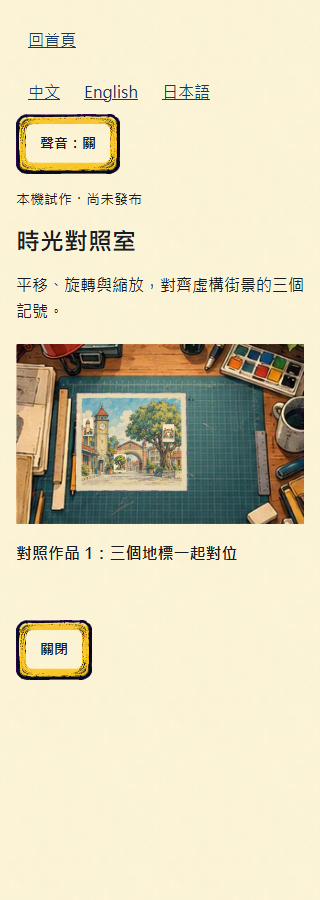 回首頁
中文 English 日本語
聲音：關
本機試作・尚未發布
時光對照室
平移、旋轉與縮放，對齊虛構街景的三個
記號。
對照作品 1：三個地標一起對位
關閉